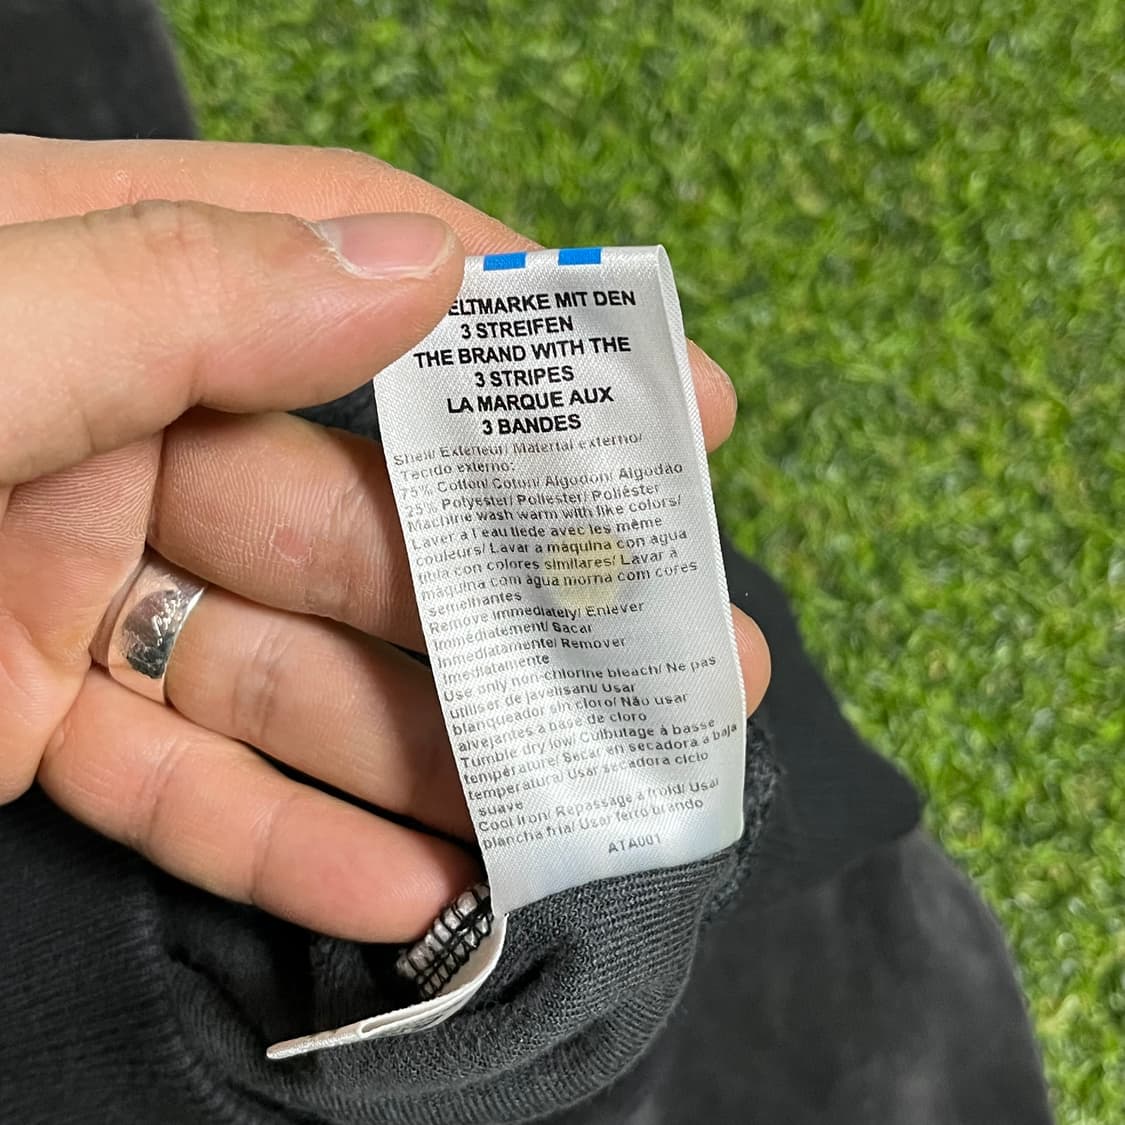 ELTMARKE MIT DEN
3 STREIFEN
THE BRAND WITH THE
3 STRIPES
LA MARQUE AUX
3 BANDES
Shell/ Exterieur/ Material externo/
Tecido externo:
75% Cotton/ Coton/ Algodon/ Algodão
25% Polyester/ Poliester/ Poliéster
Machine wash warm with like colors/
Laver à l'eau tiede avec les même
couleurs/ Lavar a máquina con agua
tibia con colores similares/ Lavar à
máquina com água morna com cores
semelhantes
Remove immediately/ Enlever
immédiatement/ Sacar
inmediatamente/ Remover
imediatamente
Use only non-chlorine bleach/ Ne pas
utiliser de javelisant/ Usar
blanqueador sin cloro/ Não usar
alvejantes à base de cloro
Tumble dry low/ Culbutage à basse
température/ Secar en secadora a baja
temperatura/ Usar secadora ciclo
suave
Cool iron/ Repassage à froid/ Usar
plancha fria/ Usar ferro brando
ATA001